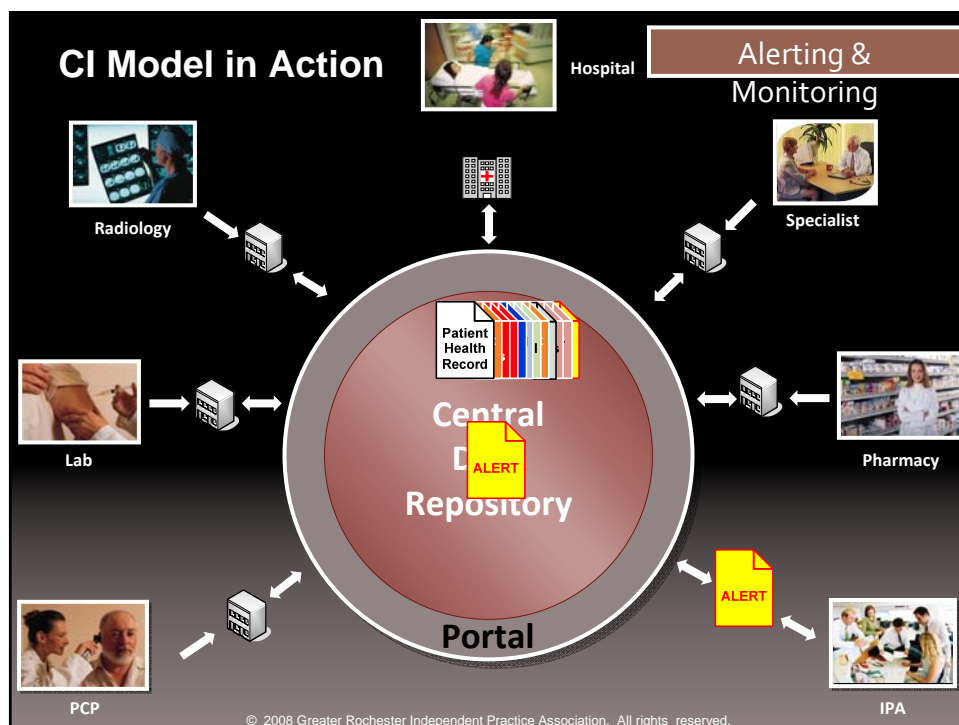 CI Model in Action
Hospital
Alerting &
Monitoring
Radiology
Specialist
Patient
Health
Record
Central
Repository
ALERT
Lab
Pharmacy
ALERT
Portal
PCP
IPA
© 2008 Greater Rochester Independent Practice Association. All rights reserved.